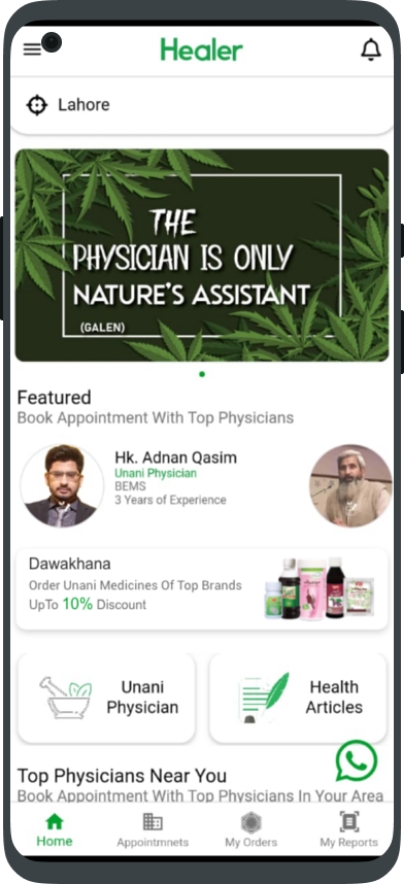 Healer
Lahore
THE
PHYSICIAN IS ONLY
NATURE'S ASSISTANT
(GALEN)
Featured
Book Appointment With Top Physicians
Hk. Adnan Qasim
Unani Physician
BEMS
3 Years of Experience
Dawakhana
Order Unani Medicines Of Top Brands
UpTo 10% Discount
Unani
Physician
Health
Articles
Top Physicians Near You
Book Appointment With Top Physicians In Your Area
Home
Appointmnets
My Orders
My Reports